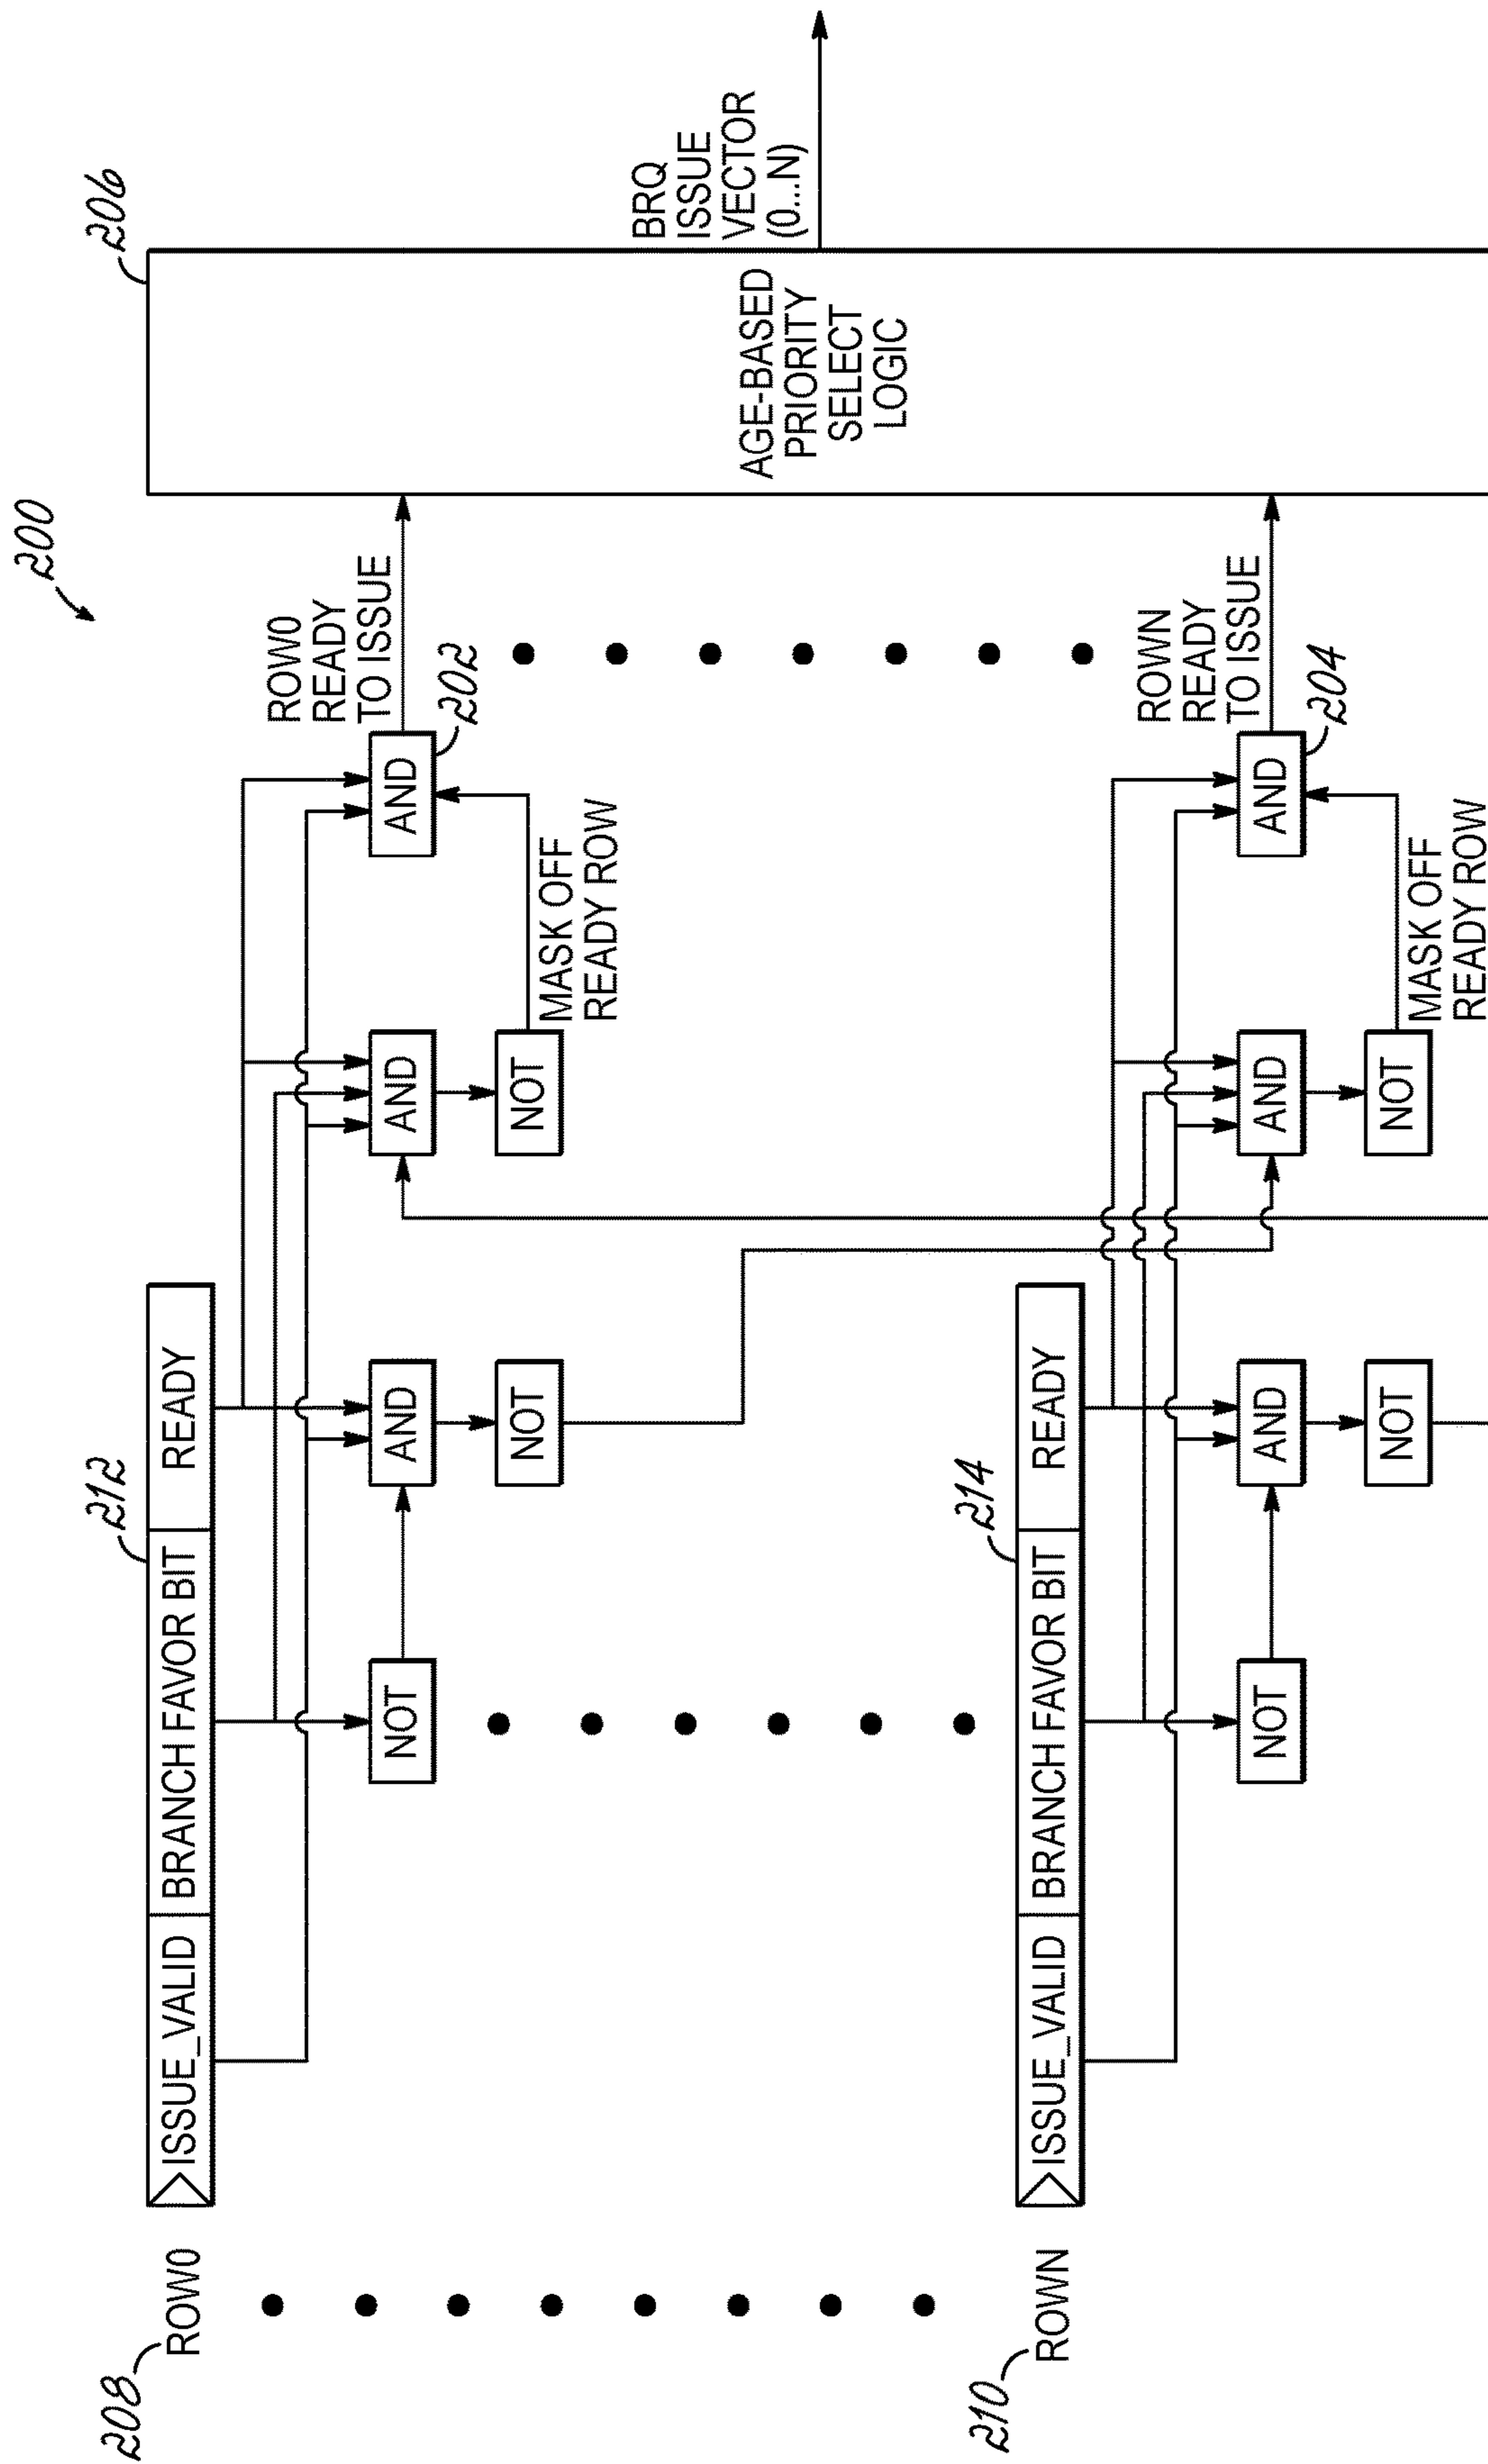 200
206
208
ROW0
212
ISSUE_VALID
BRANCH FAVOR BIT
READY
NOT
AND
NOT
AND
NOT
MASK OFF
READY ROW
AND
202
ROW0
READY
TO ISSUE
AGE-BASED
PRIORITY
SELECT
LOGIC
BRQ
ISSUE
VECTOR
(0...N)
210
ROWN
214
ISSUE_VALID
BRANCH FAVOR BIT
READY
NOT
AND
NOT
AND
NOT
MASK OFF
READY ROW
AND
204
ROWN
READY
TO ISSUE